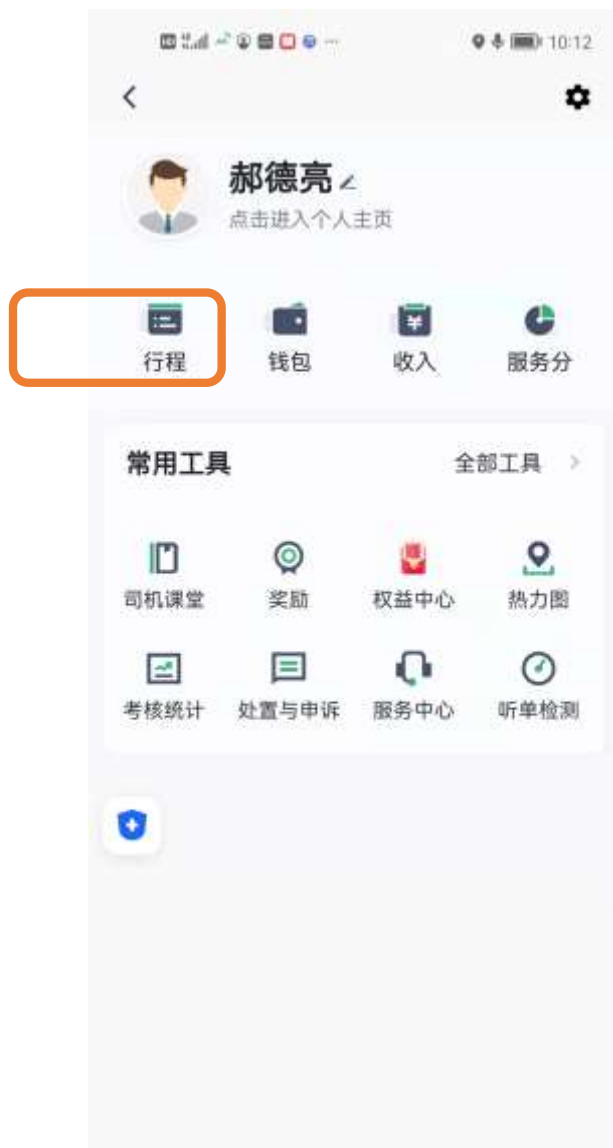 10:12
郝德亮
点击进入个人主页
行程 钱包 收入 服务分
常用工具 全部工具
司机课堂 奖励 权益中心 热力图
考核统计 处置与申诉 服务中心 听单检测